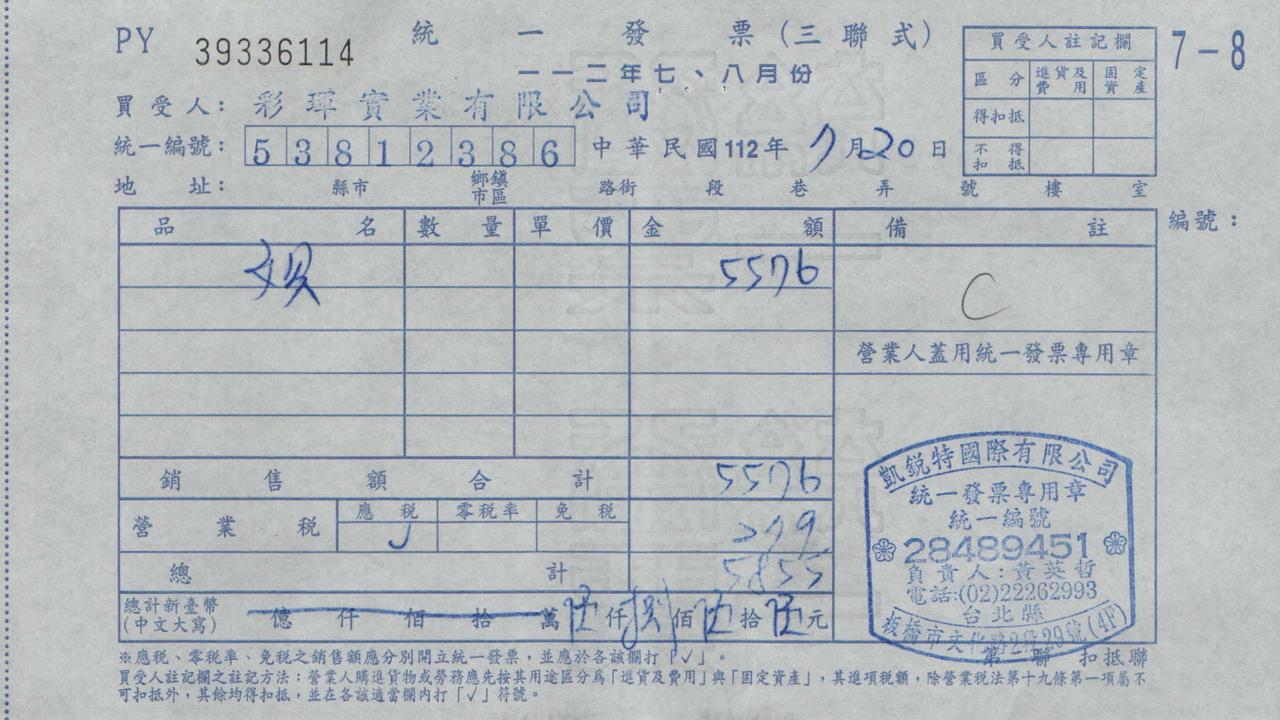 PY 39336114 統一發票(三聯式)
一一二年七、八月份
7-8
買受人註記欄
區分 進貨及費用 固定資產
得扣抵
不得扣抵
買受人:彩琿實業有限公司
統一編號:53812386 中華民國112年7月20日
地址: 縣市 鄉鎮市區 路街 段 巷 弄 號 樓 室
品名 數量 單價 金額 備註 編號:
5576
C
營業人蓋用統一發票專用章
銷售額合計 5576
營業稅 應稅 零稅率 免稅 279
總計 5855
總計新臺幣(中文大寫) 億 仟 佰 拾 萬 伍 仟 捌 佰 伍 拾 伍 元
凱銳特國際有限公司
統一發票專用章
統一編號
28489451
負責人:黃英哲
電話:(02)22262993
台北縣
板橋市文化路2段29號(4F)
扣抵聯
※應稅、零稅率、免稅之銷售額應分別開立統一發票,並應於各該欄打「✓」。
買受人註記欄之註記方法:營業人購進貨物或勞務應先按其用途區分為「進貨及費用」與「固定資產」,其進項稅額,除營業稅法第十九條第一項屬不
可扣抵外,其餘均得扣抵,並在各該適當欄內打「✓」符號。